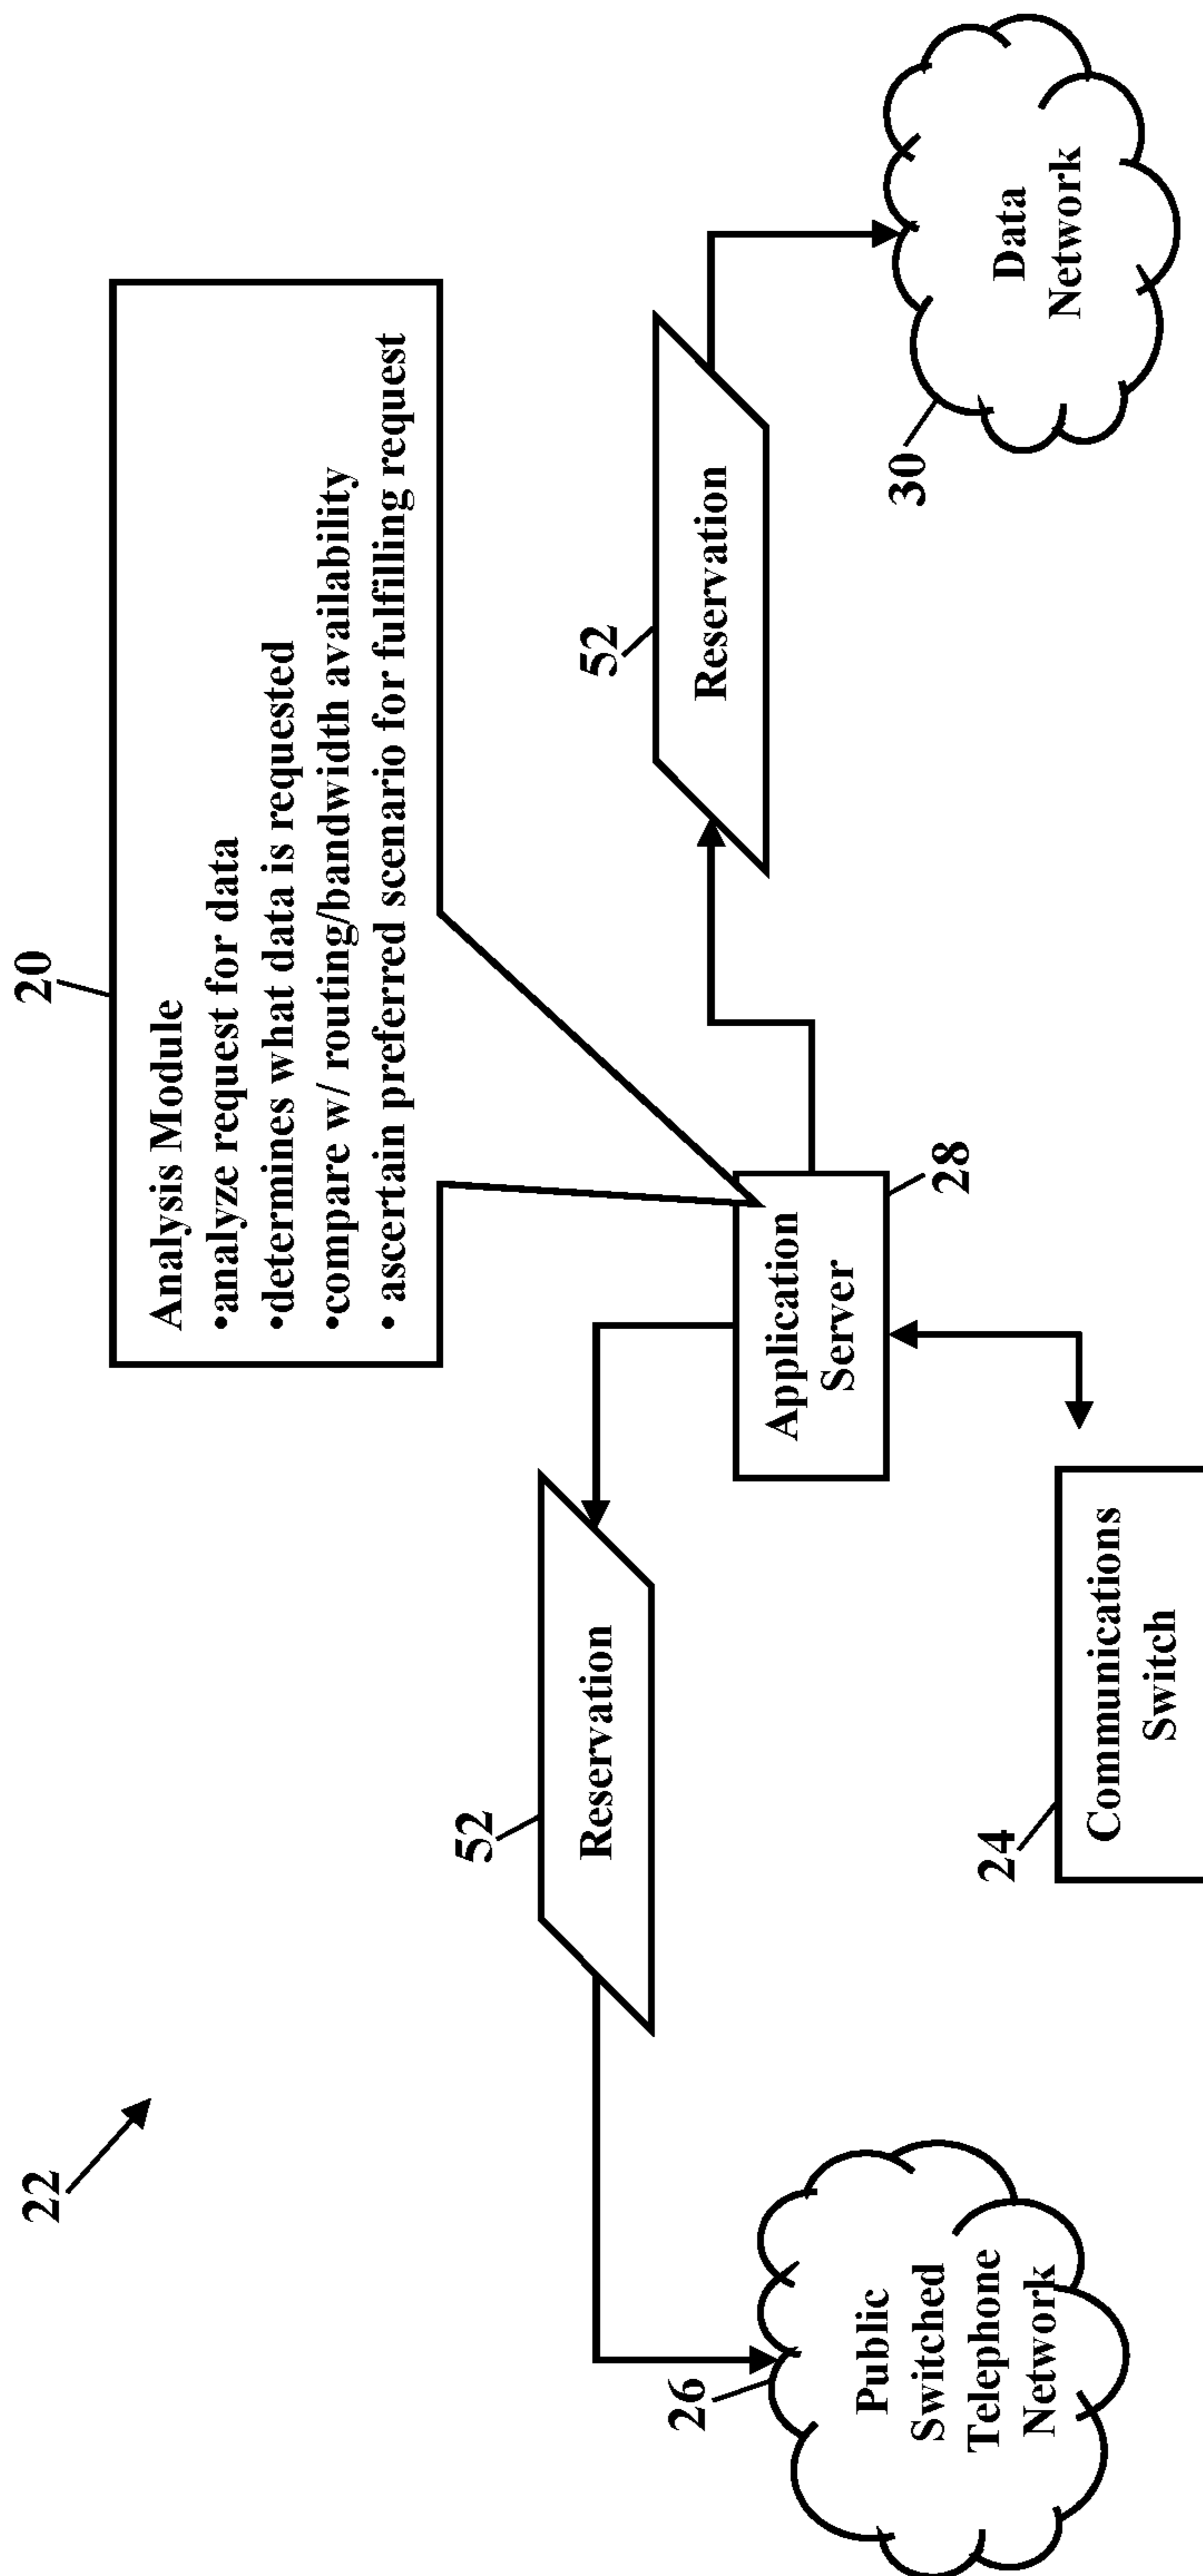 22
20
Analysis Module
•analyze request for data
•determines what data is requested
•compare w/ routing/bandwidth availability
• ascertain preferred scenario for fulfilling request
52
Reservation
52
Reservation
26
Public
Switched
Telephone
Network
Application
Server
28
30
Data
Network
24
Communications
Switch